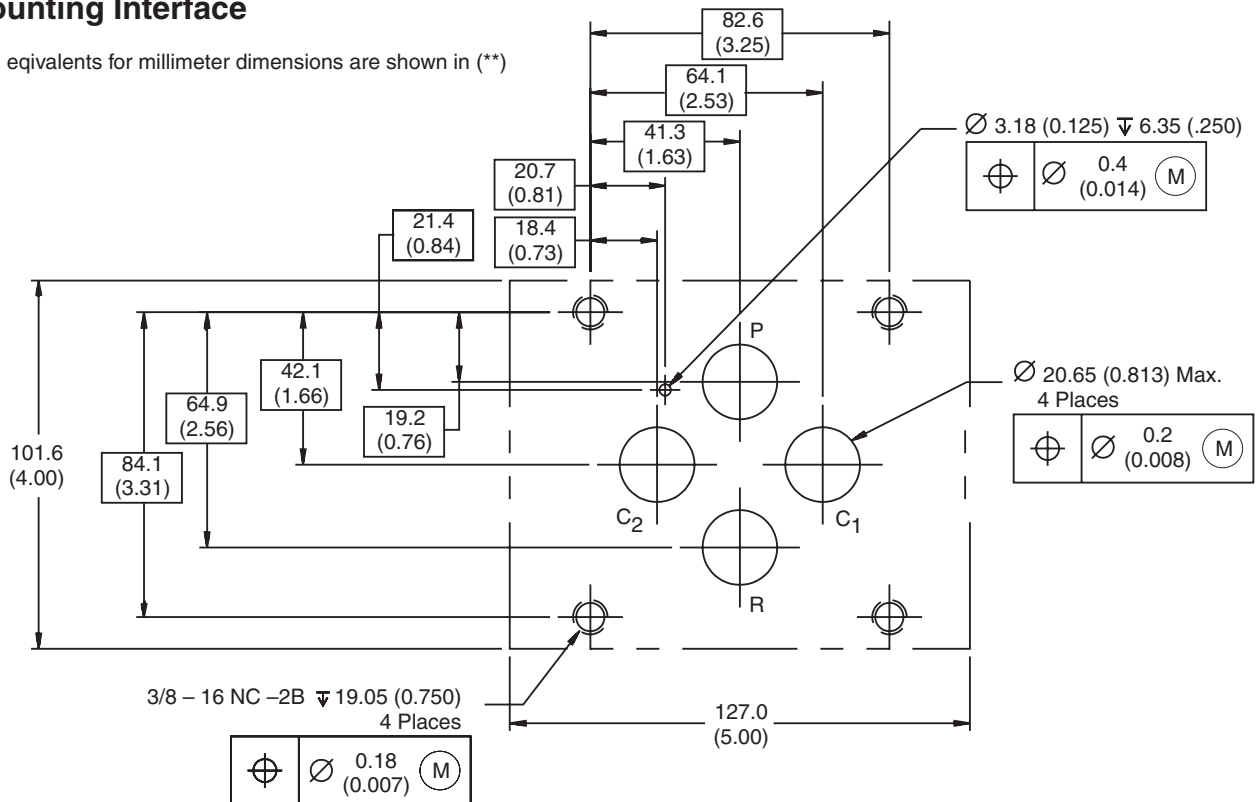 ounting Interface
eqivalents for millimeter dimensions are shown in (**)
82.6
(3.25)
64.1
(2.53)
41.3
(1.63)
20.7
(0.81)
18.4
(0.73)
21.4
(0.84)
Ø 3.18 (0.125) ↧ 6.35 (.250)
⌖ Ø 0.4
(0.014) Ⓜ
P
42.1
(1.66)
64.9
(2.56)
19.2
(0.76)
84.1
(3.31)
101.6
(4.00)
Ø 20.65 (0.813) Max.
4 Places
⌖ Ø 0.2
(0.008) Ⓜ
C2
C1
R
3/8 – 16 NC –2B ↧ 19.05 (0.750)
4 Places
⌖ Ø 0.18
(0.007) Ⓜ
127.0
(5.00)